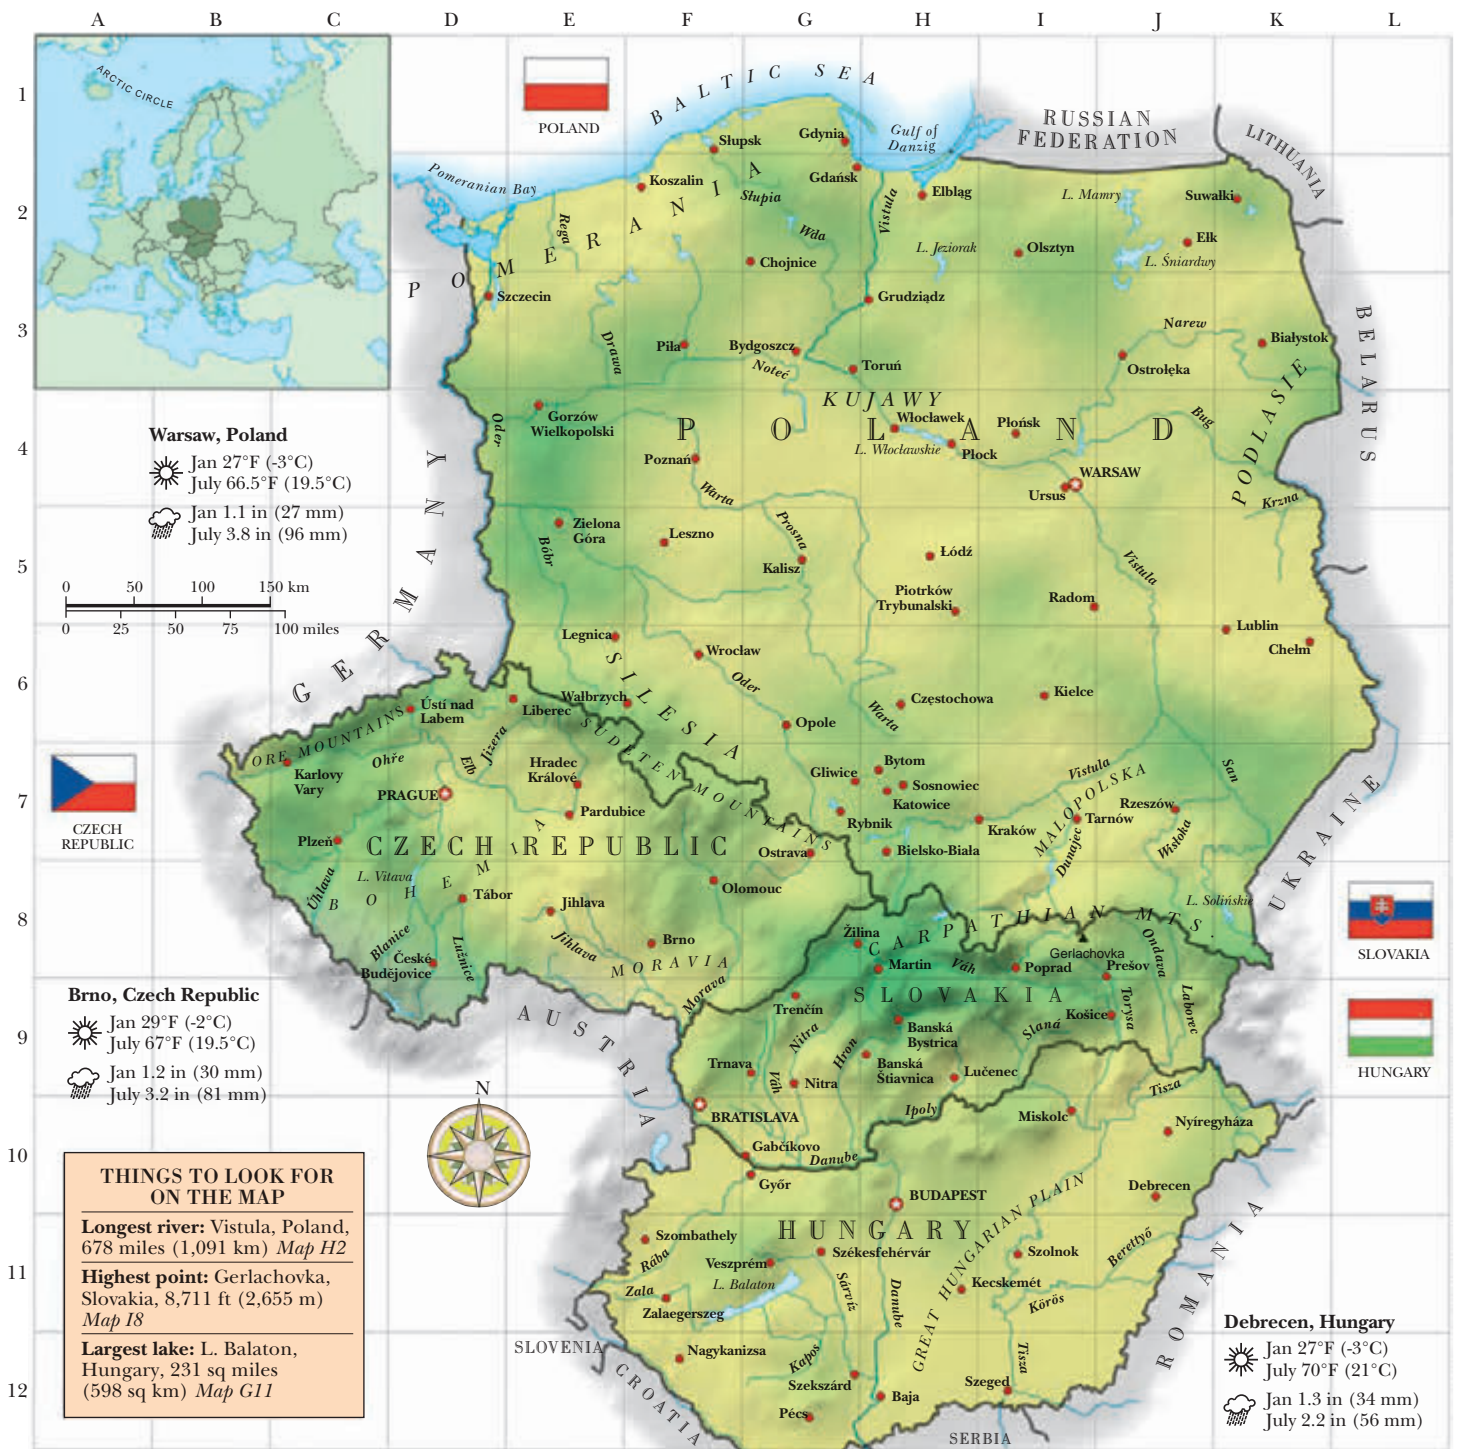 A B C D E F G H I J K L
1
2
3
4
5
6
7
8
9
10
11
12
ARCTIC CIRCLE
POLAND
BALTIC SEA
Gulf of
Danzig
RUSSIAN
FEDERATION
LITHUANIA
Pomeranian Bay
POMERANIA
Słupsk
Gdynia
Koszalin
Gdańsk
Elbląg
L. Mamry
Suwałki
Słupia
Vistula
Rega
Wda
L. Jeziorak
Olsztyn
Ełk
L. Śniardwy
Chojnice
Szczecin
Grudziądz
BELARUS
Drawa
Piła
Bydgoszcz
Noteć
Toruń
Narew
Białystok
Ostrołęka
KUJAWY
Oder
Gorzów
Wielkopolski
POLAND
Włocławek
L. Włocławskie
Płock
Płońsk
Bug
PODLASIE
Poznań
WARSAW
Ursus
Warta
Krzna
GERMANY
Zielona
Góra
Bóbr
Leszno
Prosna
Kalisz
Łódź
Piotrków
Trybunalski
Vistula
Radom
Lublin
Chełm
Legnica
Wrocław
SILESIA
Oder
Wałbrzych
Opole
Częstochowa
Warta
Kielce
Warsaw, Poland
Jan 27°F (-3°C)
July 66.5°F (19.5°C)
Jan 1.1 in (27 mm)
July 3.8 in (96 mm)
0 50 100 150 km
0 25 50 75 100 miles
Ústí nad
Labem
Liberec
ORE MOUNTAINS
SUDETEN MOUNTAINS
Karlovy
Vary
Ohře
Elb
Jizera
Hradec
Králové
PRAGUE
Pardubice
Gliwice
Bytom
Sosnowiec
Katowice
Rybnik
Vistula
MALOPOLSKA
San
Rzeszów
Kraków
Tarnów
Dunajec
Wisłoka
UKRAINE
CZECH
REPUBLIC
Plzeň
CZECH REPUBLIC
Ostrava
Bielsko-Biała
Úhlava
L. Vitava
BOHEMIA
Tábor
Olomouc
Jihlava
L. Solińskie
Blanice
České
Budějovice
Lužnice
Jihlava
Brno
MORAVIA
Morava
Žilina
CARPATHIAN MTS.
Gerlachovka
Martin
Váh
Poprad
Prešov
Ondava
SLOVAKIA
SLOVAKIA
Trenčín
Banská
Bystrica
Slaná
Košice
Torysa
Laborec
AUSTRIA
Nitra
Hron
Banská
Štiavnica
Lučenec
Trnava
Váh
Nitra
HUNGARY
Brno, Czech Republic
Jan 29°F (-2°C)
July 67°F (19.5°C)
Jan 1.2 in (30 mm)
July 3.2 in (81 mm)
N
BRATISLAVA
Ipoly
Miskolc
Tisza
Nyíregyháza
Gabčíkovo
Danube
Győr
BUDAPEST
Debrecen
HUNGARY
GREAT HUNGARIAN PLAIN
Szombathely
Rába
Veszprém
Székesfehérvár
Szolnok
Berettyó
ROMANIA
L. Balaton
Zala
Zalaegerszeg
Sárvíz
Danube
Kecskemét
Körös
SLOVENIA
Nagykanizsa
Kapos
Tisza
Szekszárd
Baja
Szeged
Pécs
CROATIA
SERBIA
THINGS TO LOOK FOR
ON THE MAP
Longest river: Vistula, Poland,
678 miles (1,091 km) Map H2
Highest point: Gerlachovka,
Slovakia, 8,711 ft (2,655 m)
Map I8
Largest lake: L. Balaton,
Hungary, 231 sq miles
(598 sq km) Map G11
Debrecen, Hungary
Jan 27°F (-3°C)
July 70°F (21°C)
Jan 1.3 in (34 mm)
July 2.2 in (56 mm)